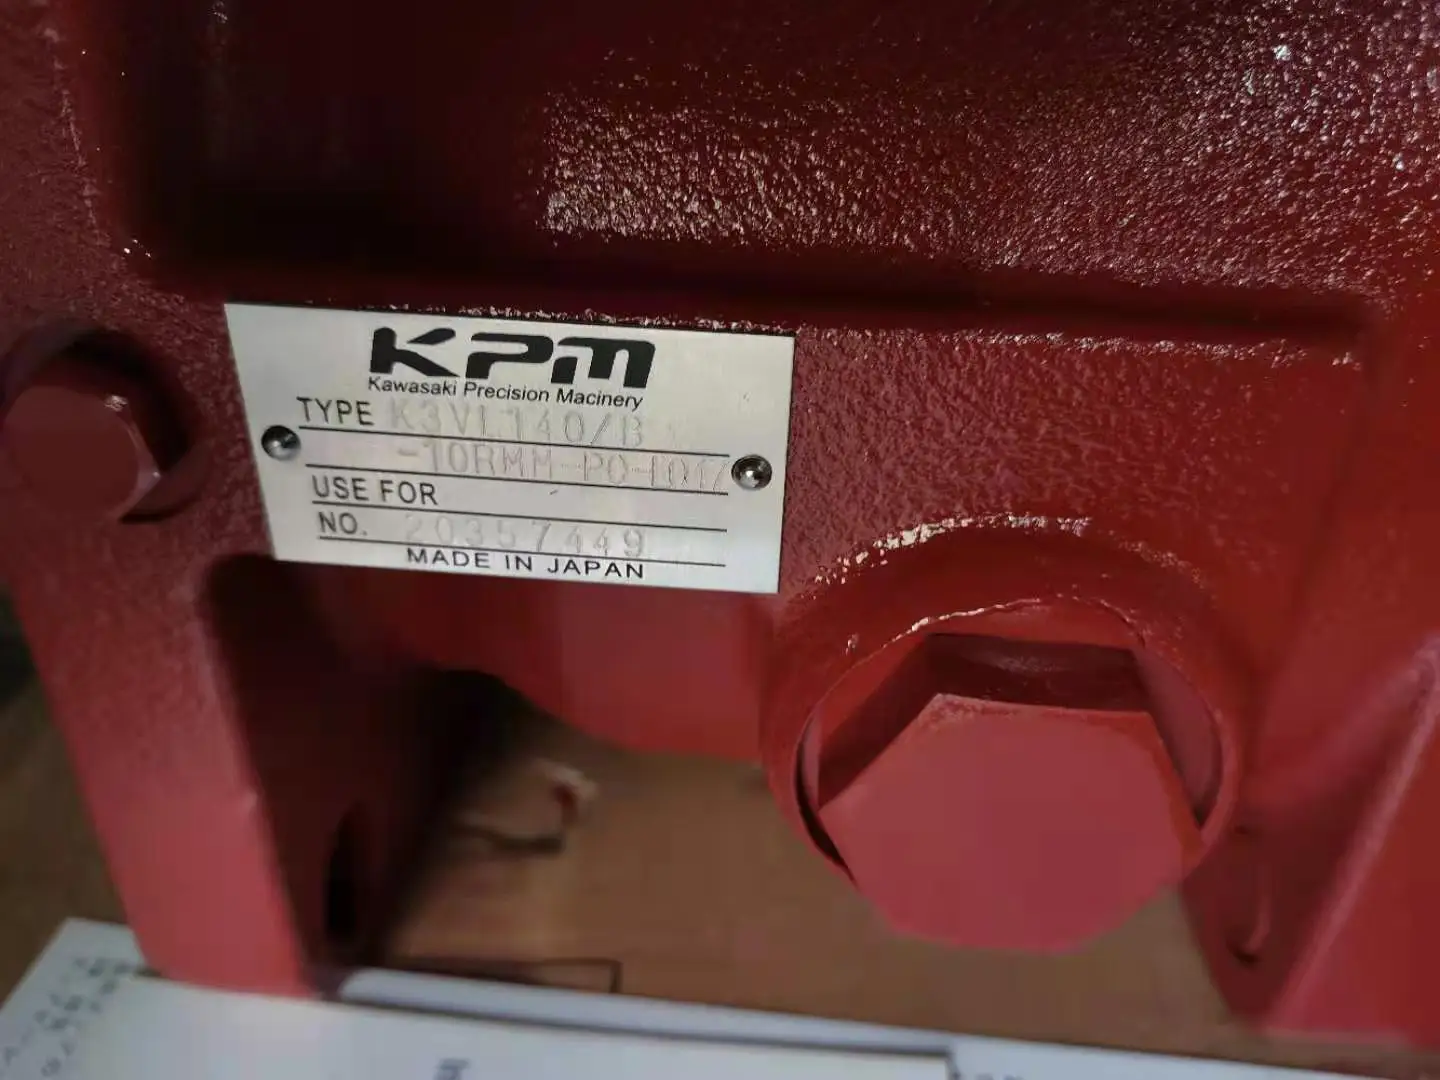 KPM
Kawasaki Precision Macinery
TYPE K3VL140/B
-10RMM-P0-
USE FOR
NO. 20357449
MADE IN JAPAN